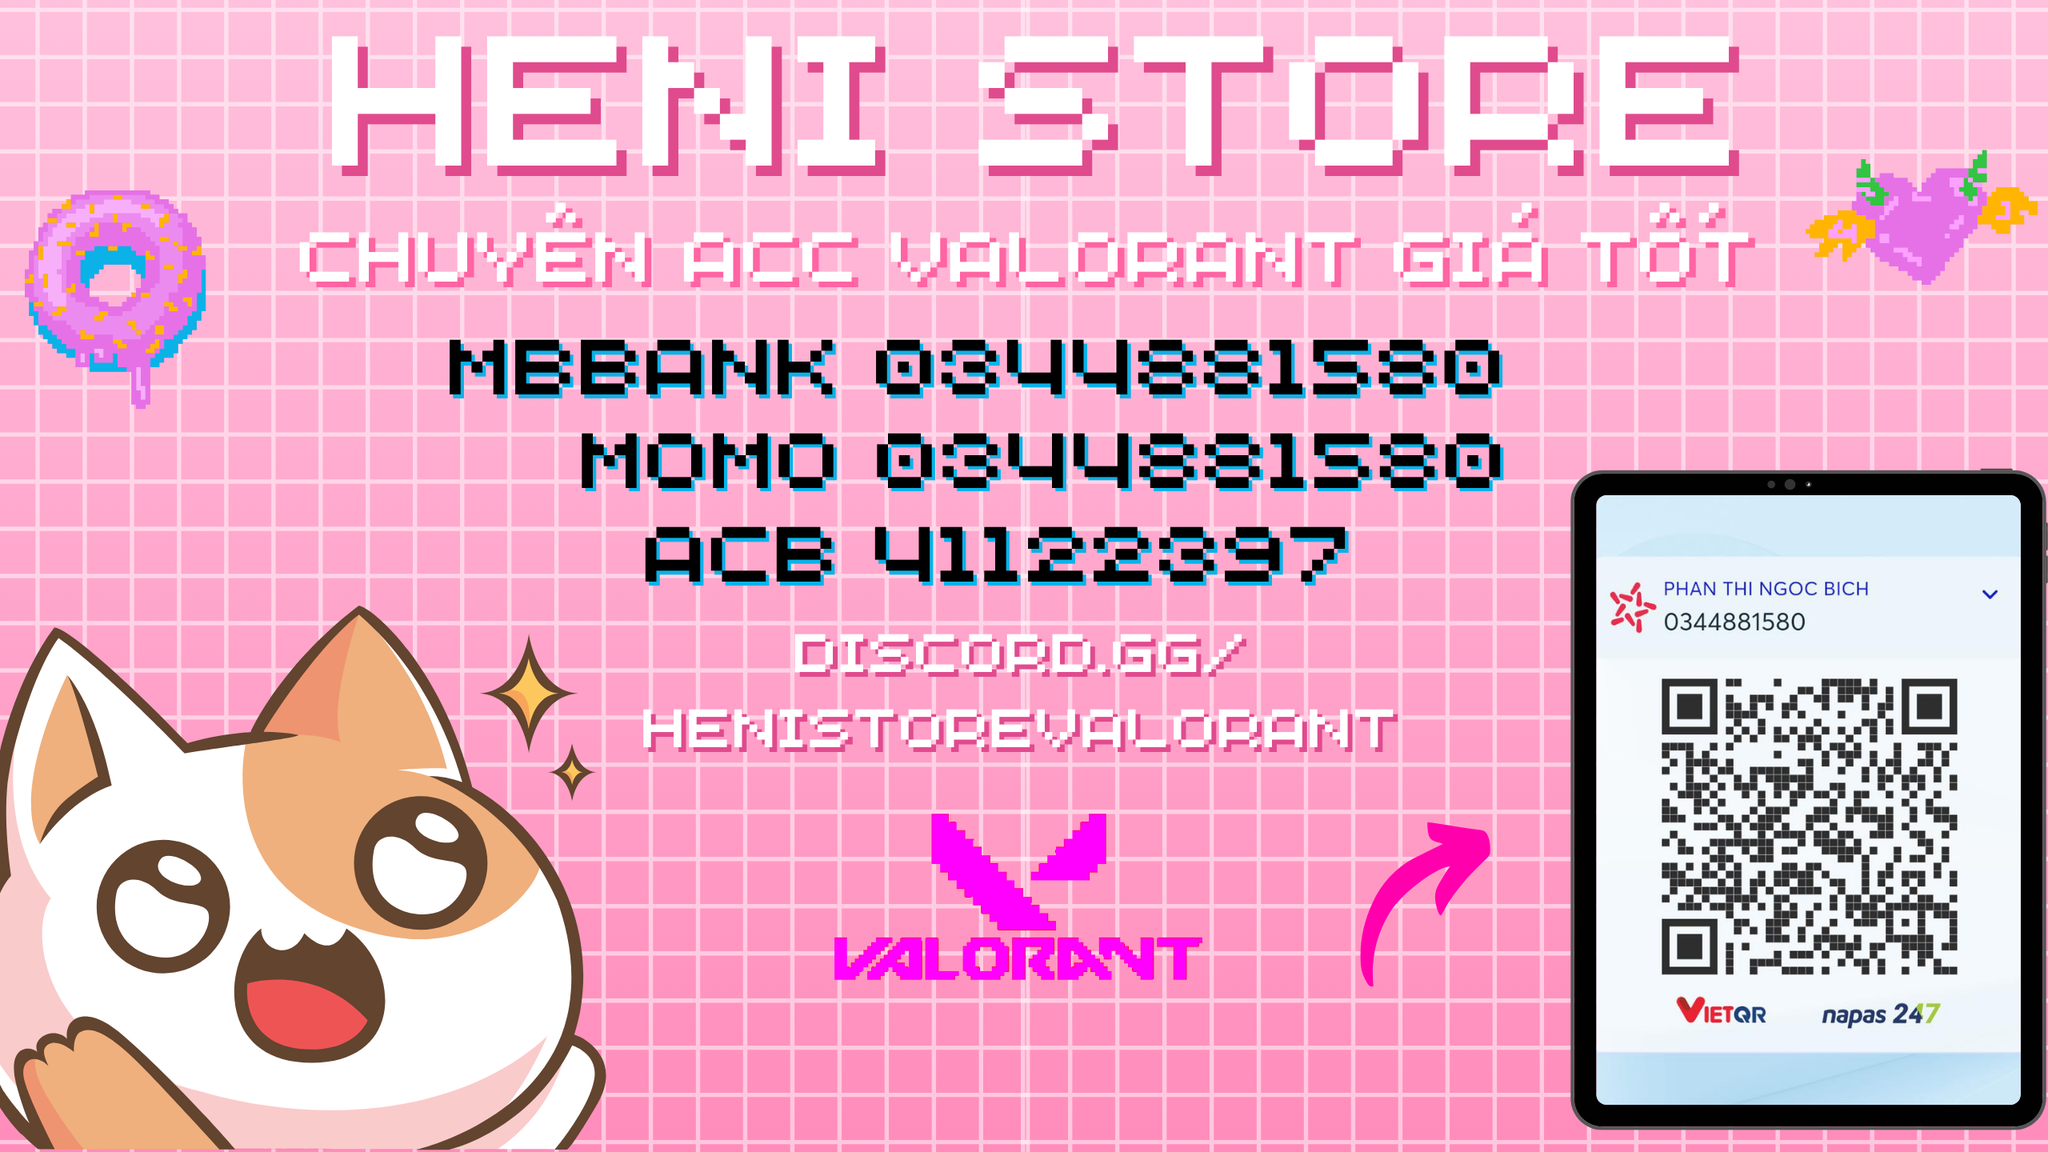 HENI STORE
CHUYÊN ACC VALORANT GIÁ TỐT
MBBANK 0344881580
MOMO 0344881580
ACB 41122397
DISCORD.GG/
HENISTOREVALORANT
VALORANT
PHAN THI NGOC BICH
0344881580
VIETQR napas 247